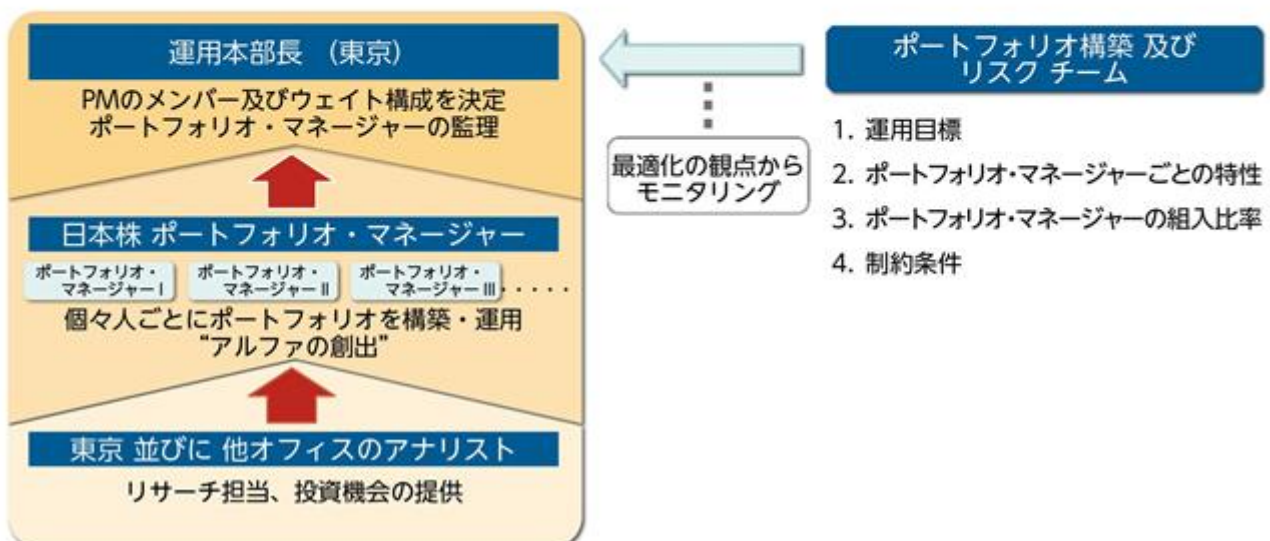 運用本部長 （東京）
PMのメンバー及びウェイト構成を決定
ポートフォリオ・マネージャーの監理
日本株 ポートフォリオ・マネージャー
ポートフォリオ・
マネージャー I
ポートフォリオ・
マネージャー II
ポートフォリオ・
マネージャー III
・・・・・
個々人ごとにポートフォリオを構築・運用
“アルファの創出”
東京 並びに 他オフィスのアナリスト
リサーチ担当、投資機会の提供
最適化の観点から
モニタリング
ポートフォリオ構築 及び
リスク チーム
1. 運用目標
2. ポートフォリオ・マネージャーごとの特性
3. ポートフォリオ・マネージャーの組入比率
4. 制約条件